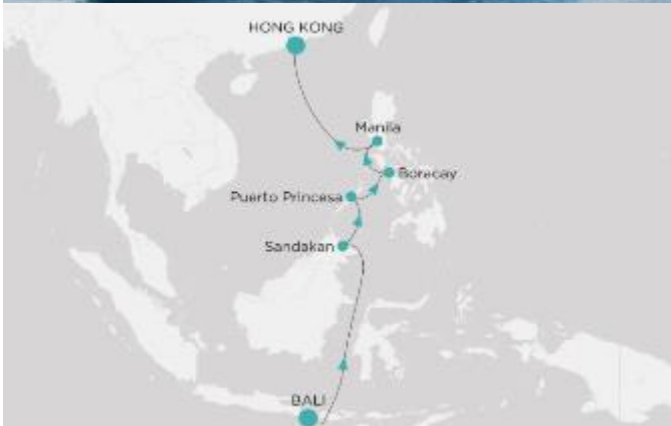 HONG KONG
Manila
Boracay
Puerto Princesa
Sandakan
BALI